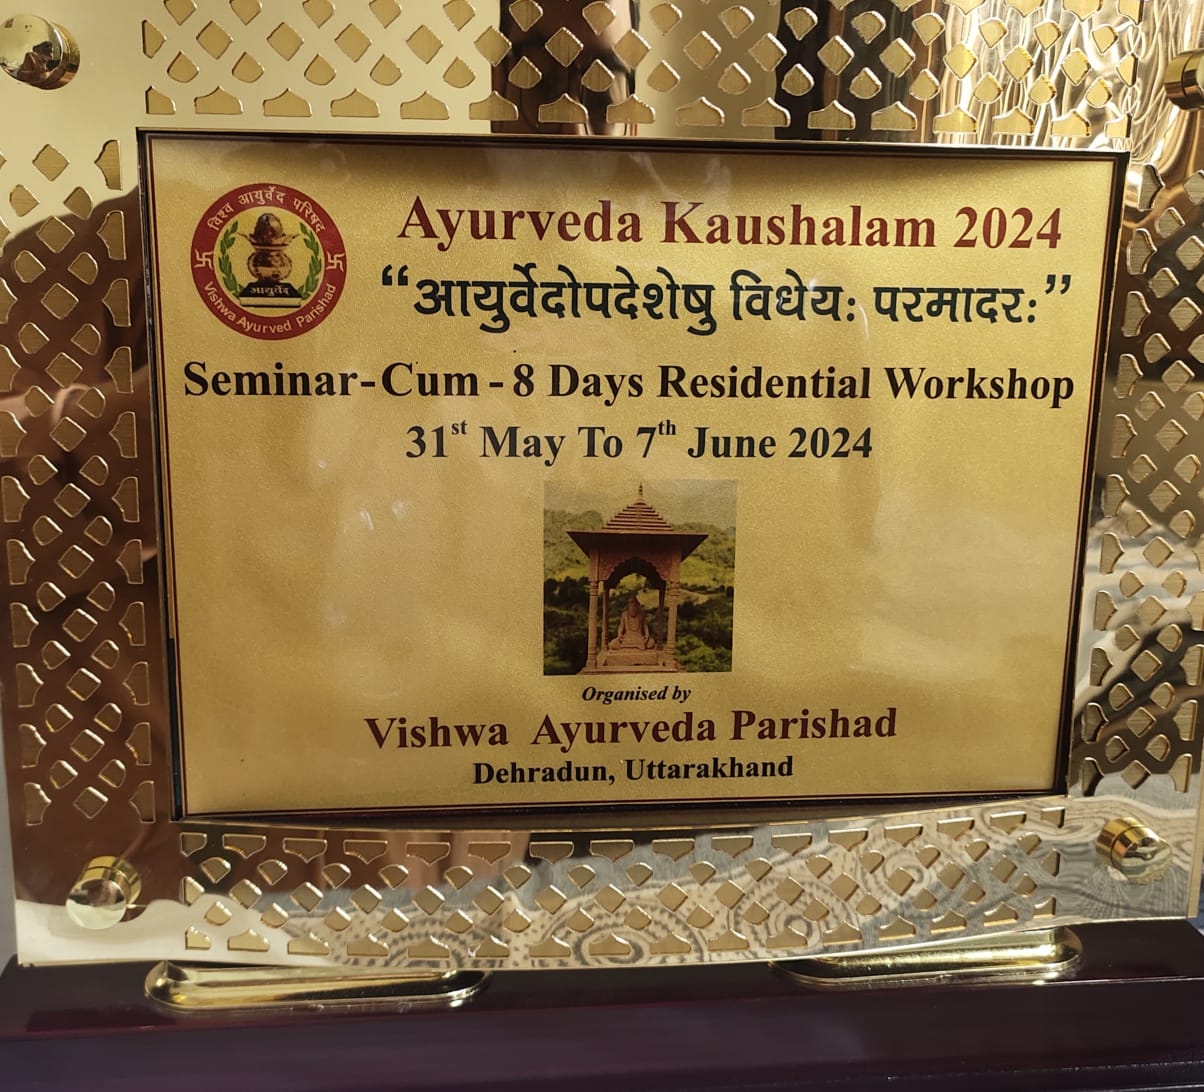 विश्व आयुर्वेद परिषद
आयुर्वेद
Vishwa Ayurved Parishad
Ayurveda Kaushalam 2024
“आयुर्वेदोपदेशेषु विधेयः परमादरः”
Seminar-Cum - 8 Days Residential Workshop
31st May To 7th June 2024
Organised by
Vishwa Ayurveda Parishad
Dehradun, Uttarakhand